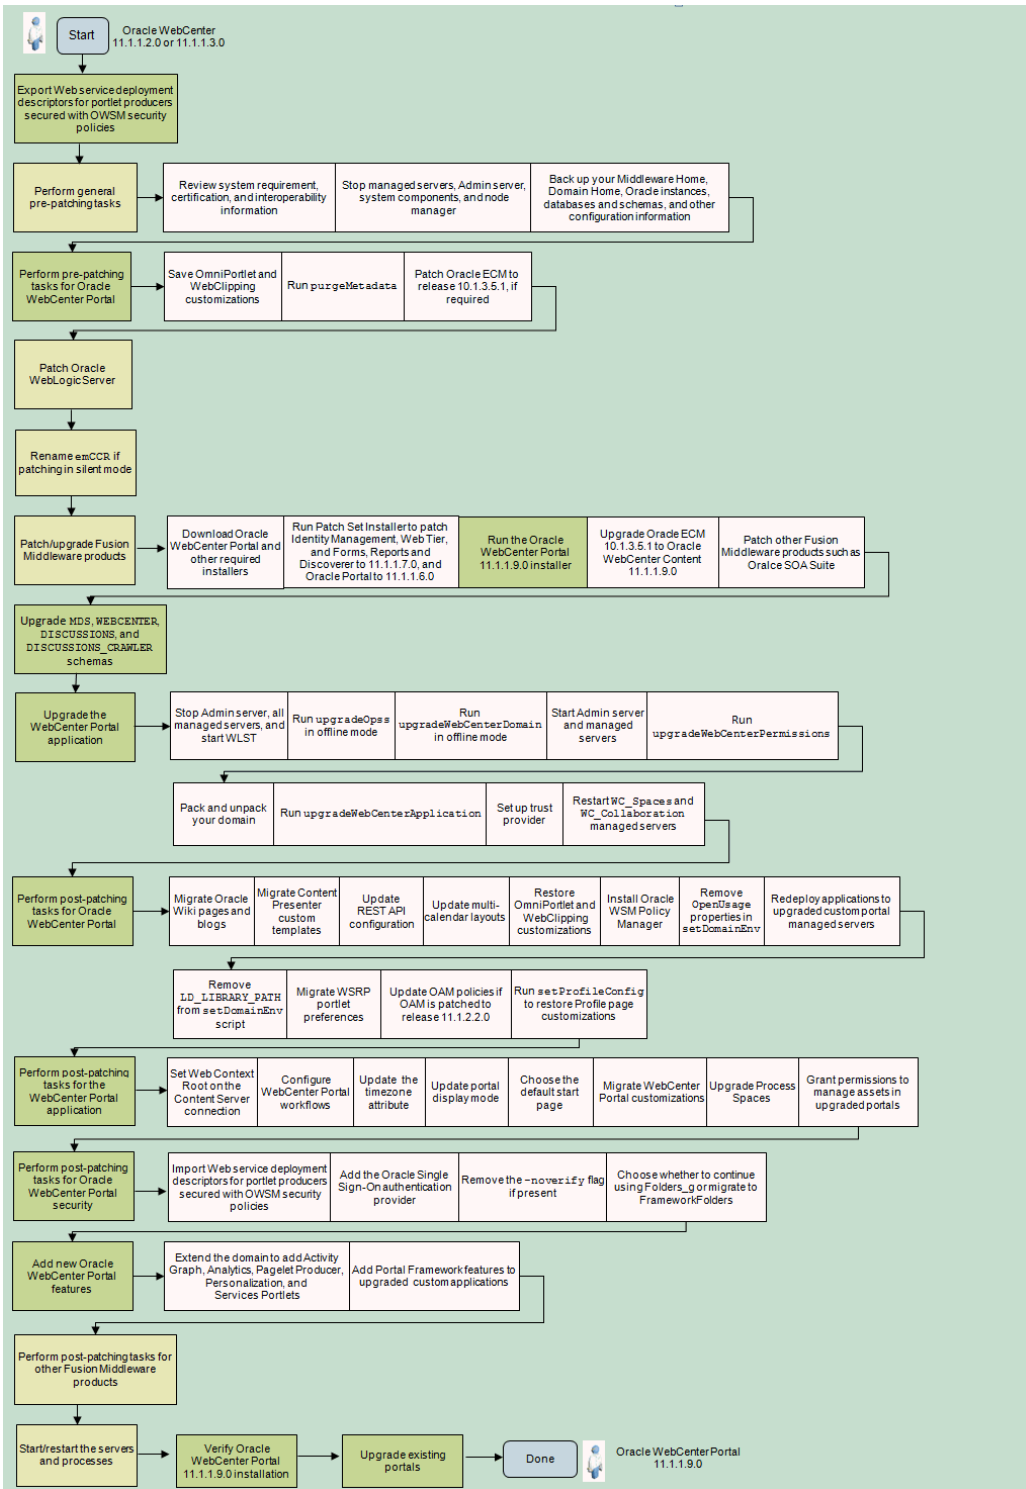 Start
Oracle WebCenter
11.1.1.2.0 or 11.1.1.3.0
Export Web service deployment
descriptors for portlet producers
secured with OWSM security
policies
Perform general
pre-patching tasks
Review system requirement,
certification, and interoperability
information
Stop managed servers, Admin server,
system components, and node
manager
Back up your Middleware Home,
Domain Home, Oracle instances,
databases and schemas, and other
configuration information
Perform pre-patching
tasks for Oracle
WebCenter Portal
Save OmniPortlet and
WebClipping
customizations
Run purgeMetadata
Patch Oracle ECM to
release 10.1.3.5.1, if
required
Patch Oracle
WebLogic Server
Rename emCCR if
patching in silent mode
Patch/upgrade Fusion
Middleware products
Download Oracle
WebCenter Portal and
other required
installers
Run Patch Set Installer to patch
Identity Management, Web Tier,
and Forms, Reports and
Discoverer to 11.1.1.7.0, and
Oracle Portal to 11.1.1.6.0
Run the Oracle
WebCenter Portal
11.1.1.9.0 installer
Upgrade Oracle ECM
10.1.3.5.1 to Oracle
WebCenter Content
11.1.1.9.0
Patch other Fusion
Middleware products such as
Oralce SOA Suite
Upgrade MDS, WEBCENTER,
DISCUSSIONS, and
DISCUSSIONS_CRAWLER
schemas
Upgrade the
WebCenter Portal
application
Stop Admin server, all
managed servers, and
start WLST
Run upgradeOpss
in offline mode
Run
upgradeWebCenterDomain
in offline mode
Start Admin server
and managed
servers
Run
upgradeWebCenterPermissions
Pack and unpack
your domain
Run upgradeWebCenterApplication
Set up trust
provider
Restart WC_Spaces and
WC_Collaboration
managed servers
Perform post-patching
tasks for Oracle
WebCenter Portal
Migrate Oracle
Wiki pages and
blogs
Migrate Content
Presenter
custom
templates
Update
REST API
configuration
Update multi-
calendar layouts
Restore
OmniPortlet and
WebClipping
customizations
Install Oracle
WSM Policy
Manager
Remove
OpenUsage
properties in
setDomainEnv
Redeploy applications to
upgraded custom portal
managed servers
Remove
LD_LIBRARY_PATH
from setDomainEnv
script
Migrate WSRP
portlet
preferences
Update OAM policies if
OAM is patched to
release 11.1.2.2.0
Run setProfileConfig
to restore Profile page
customizations
Perform post-patching
tasks for the
WebCenter Portal
application
Set Web Context
Root on the
Content Server
connection
Configure
WebCenter Portal
workflows
Update the
timezone
attribute
Update portal
display mode
Choose the
default start
page
Migrate WebCenter
Portal customizations
Upgrade Process
Spaces
Grant permissions to
manage assets in
upgraded portals
Perform post-patching
tasks for Oracle
WebCenter Portal
security
Import Web service deployment
descriptors for portlet producers
secured with OWSM security
policies
Add the Oracle Single
Sign-On authentication
provider
Remove the -noverify flag
if present
Choose whether to continue
using Folders_g or migrate to
FrameworkFolders
Add new Oracle
WebCenter Portal
features
Extend the domain to add Activity
Graph, Analytics, Pagelet Producer,
Personalization, and
Services Portlets
Add Portal Framework features to
upgraded custom applications
Perform post-patching tasks for
other Fusion Middleware
products
Start/restart the servers
and processes
Verify Oracle
WebCenter Portal
11.1.1.9.0 installation
Upgrade existing
portals
Done
Oracle WebCenter Portal
11.1.1.9.0